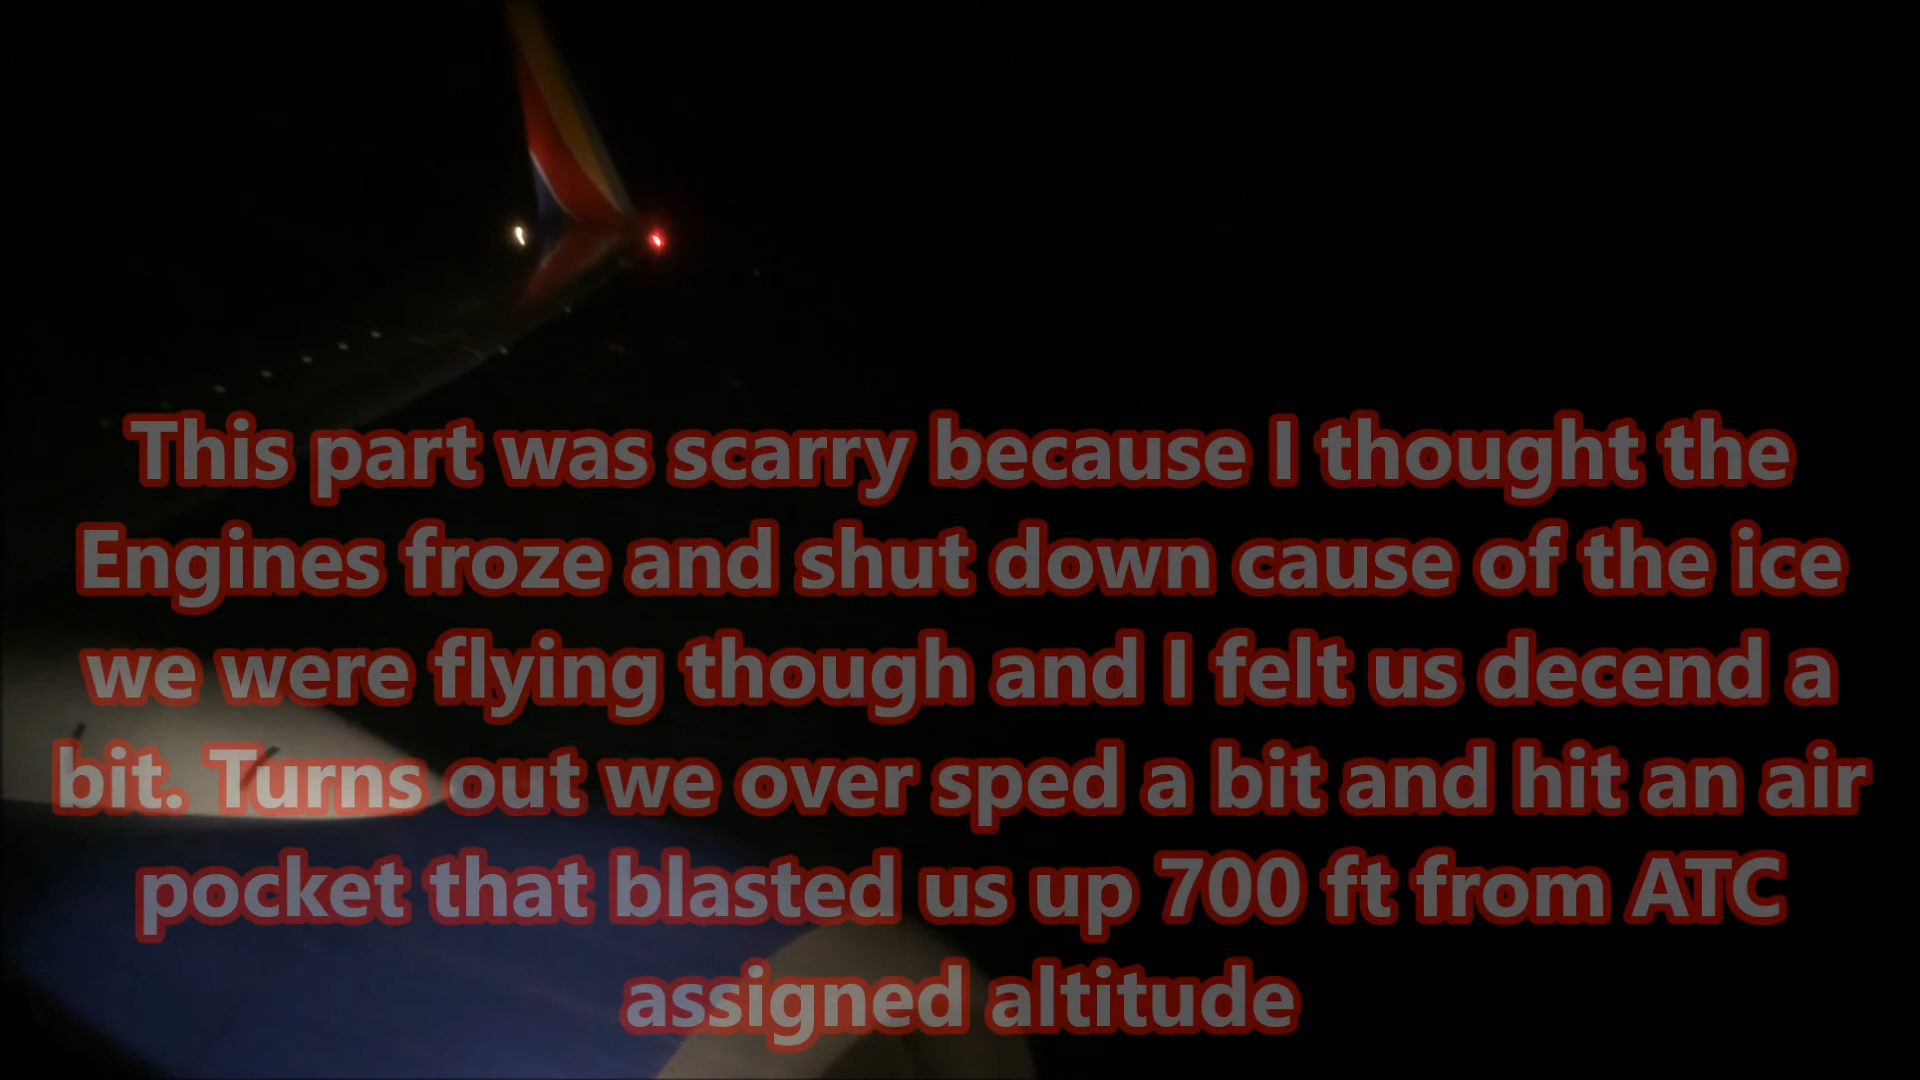 This part was scarry because I thought the
Engines froze and shut down cause of the ice
we were flying though and I felt us decend a
bit. Turns out we over sped a bit and hit an air
pocket that blasted us up 700 ft from ATC
assigned altitude